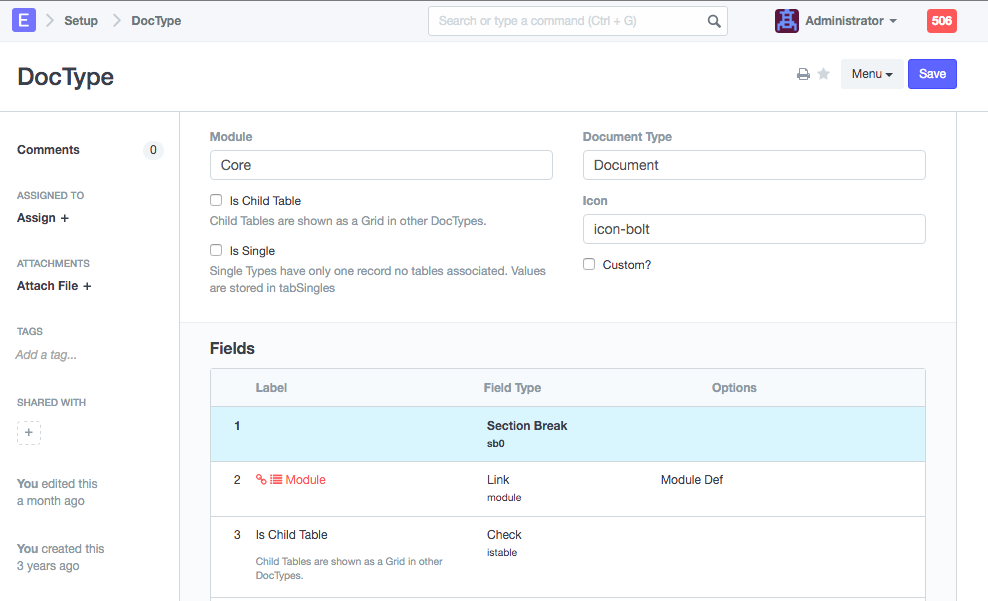 E Setup DocType Search or type a command (Ctrl + G) Administrator 506
DocType Menu Save
Comments 0
ASSIGNED TO
Assign +
ATTACHMENTS
Attach File +
TAGS
Add a tag...
SHARED WITH
+
You edited this
a month ago
You created this
3 years ago
Module
Core
Is Child Table
Child Tables are shown as a Grid in other DocTypes.
Is Single
Single Types have only one record no tables associated. Values
are stored in tabSingles
Document Type
Document
Icon
icon-bolt
Custom?
Fields
Label Field Type Options
1 Section Break
sb0
2 Module Link Module Def
module
3 Is Child Table Check
istable
Child Tables are shown as a Grid in other
DocTypes.